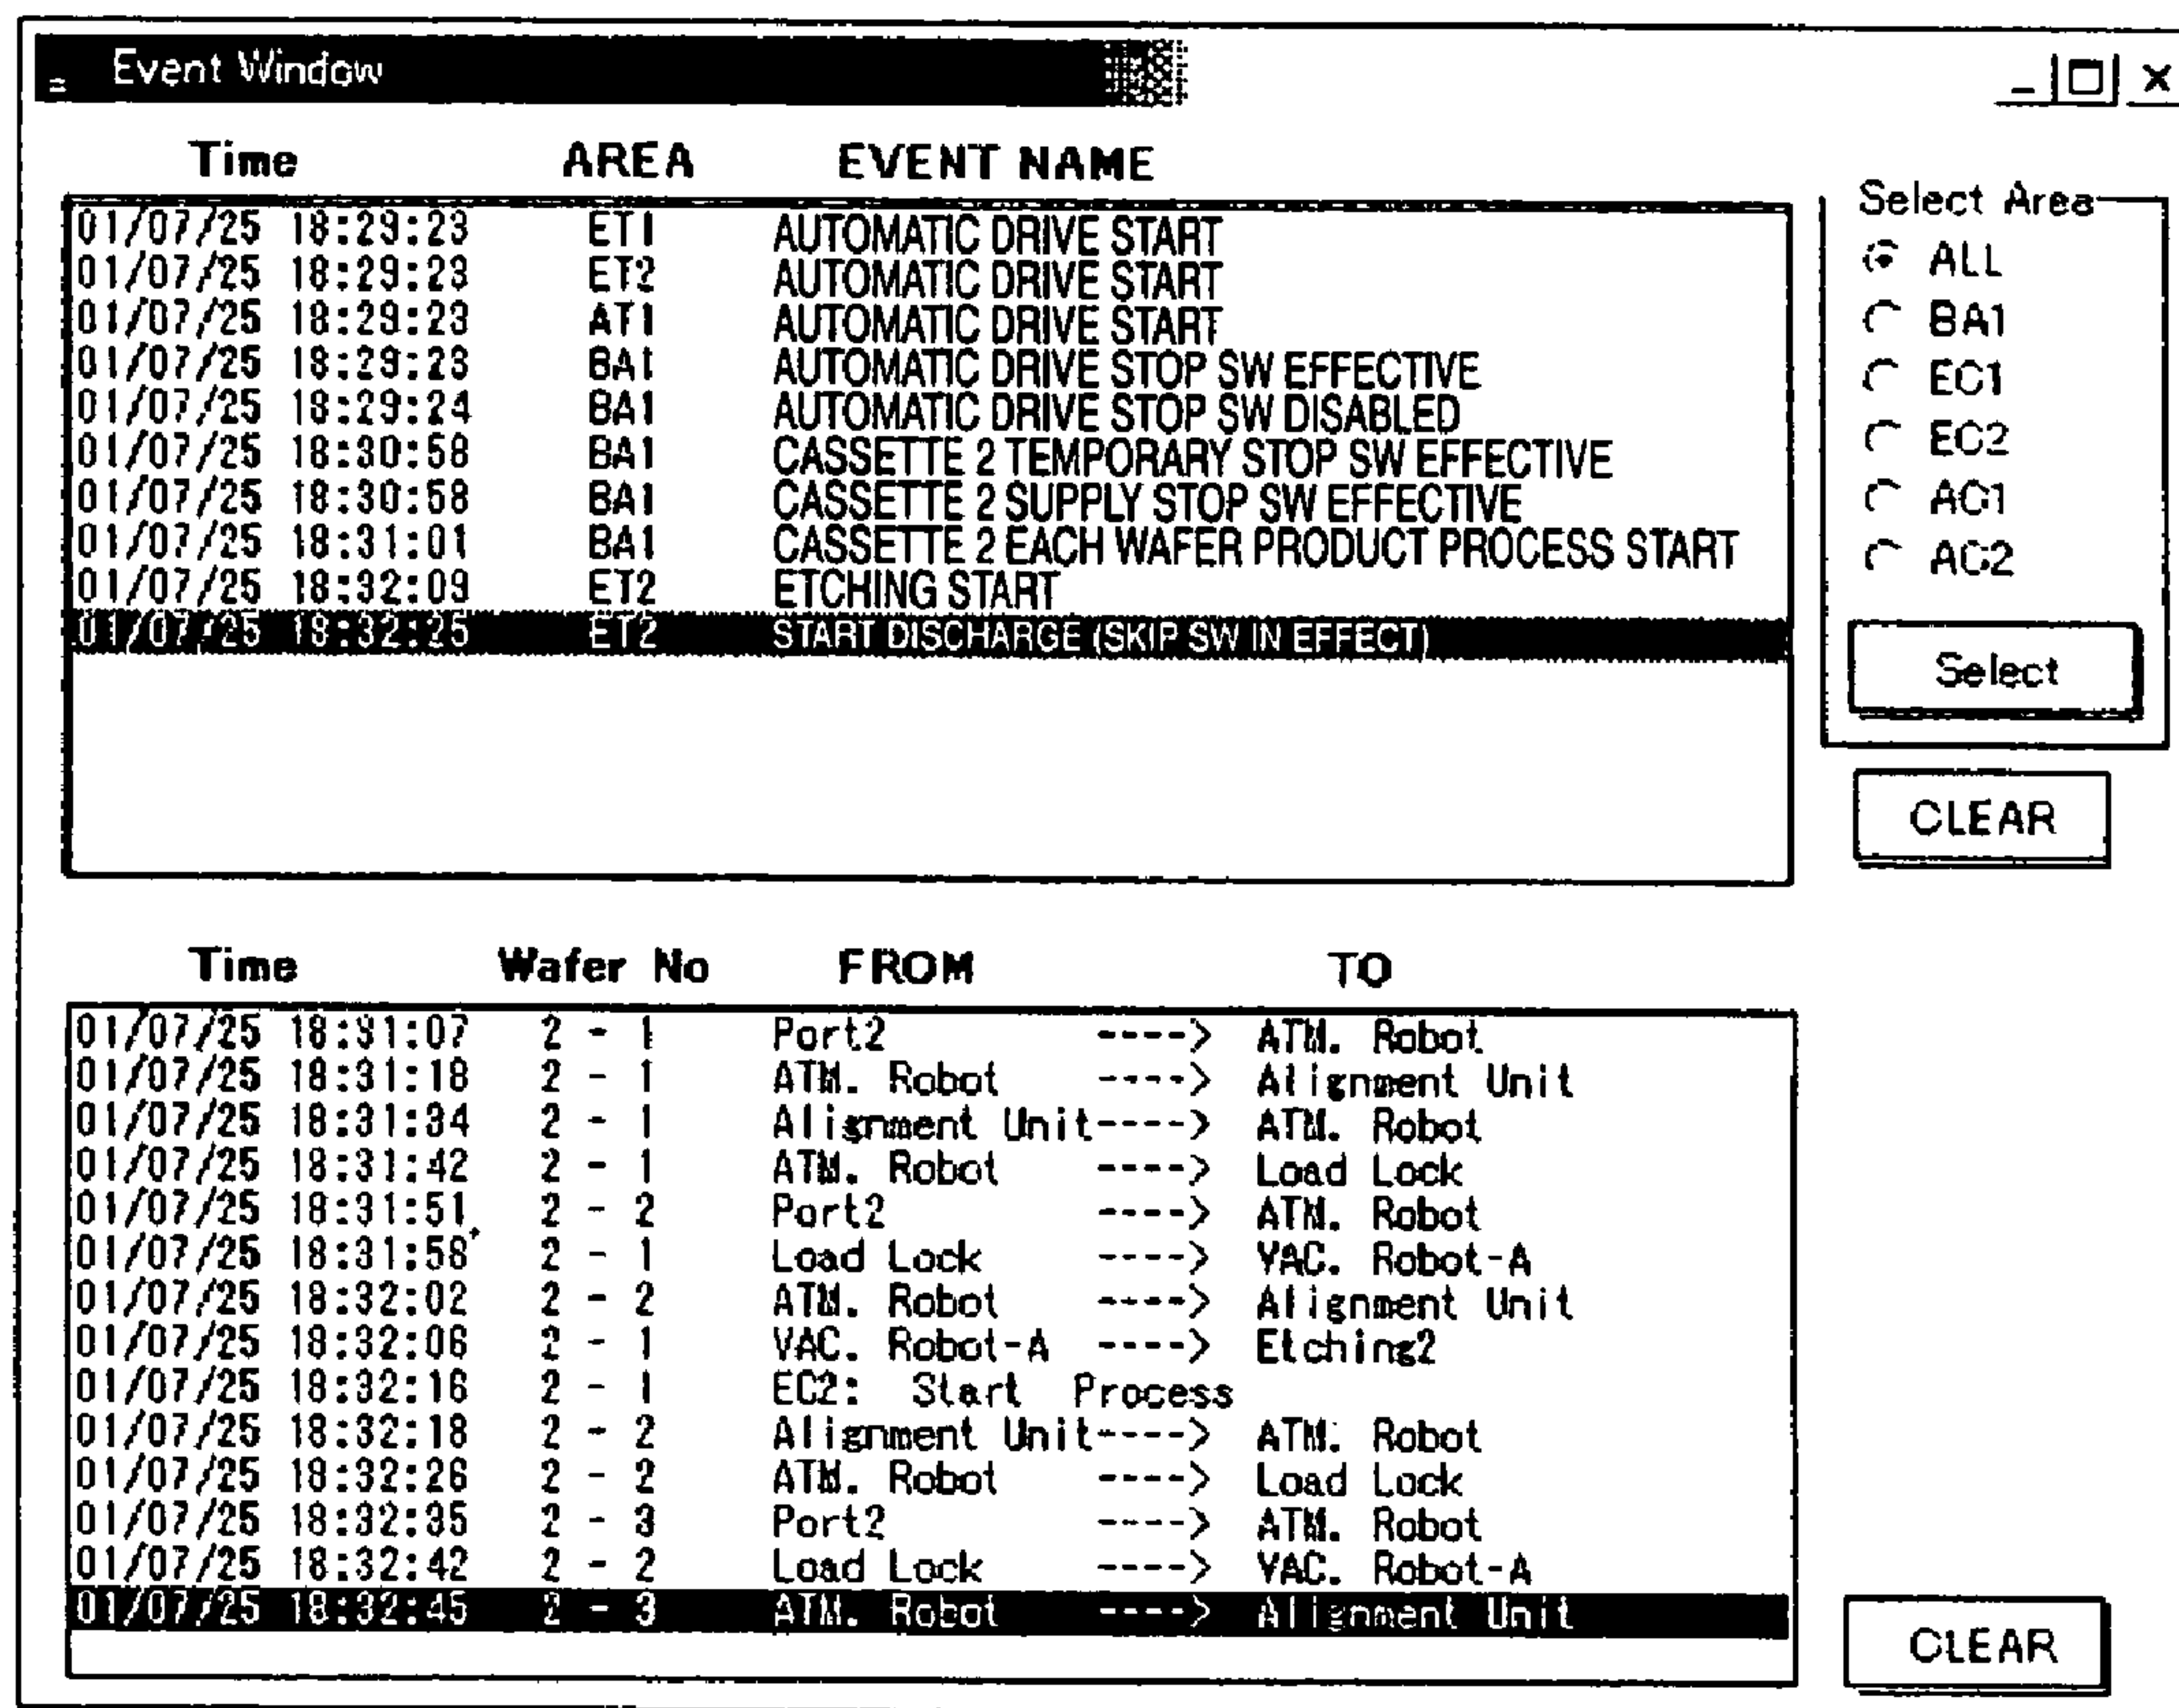 Event Window
Time AREA EVENT NAME
01/07/25 18:29:23 ET1 AUTOMATIC DRIVE START
01/07/25 18:29:23 ET2 AUTOMATIC DRIVE START
01/07/25 18:29:23 AT1 AUTOMATIC DRIVE START
01/07/25 18:29:23 BA1 AUTOMATIC DRIVE STOP SW EFFECTIVE
01/07/25 18:29:24 BA1 AUTOMATIC DRIVE STOP SW DISABLED
01/07/25 18:30:58 BA1 CASSETTE 2 TEMPORARY STOP SW EFFECTIVE
01/07/25 18:30:58 BA1 CASSETTE 2 SUPPLY STOP SW EFFECTIVE
01/07/25 18:31:01 BA1 CASSETTE 2 EACH WAFER PRODUCT PROCESS START
01/07/25 18:32:09 ET2 ETCHING START
01/07/25 18:32:25 ET2 START DISCHARGE (SKIP SW IN EFFECT)
Select Area
ALL
BA1
EC1
EC2
AC1
AC2
Select
CLEAR
Time Wafer No FROM TO
01/07/25 18:31:07 2 - 1 Port2 ----> ATM. Robot
01/07/25 18:31:18 2 - 1 ATM. Robot ----> Alignment Unit
01/07/25 18:31:34 2 - 1 Alignment Unit----> ATM. Robot
01/07/25 18:31:42 2 - 1 ATM. Robot ----> Load Lock
01/07/25 18:31:51 2 - 2 Port2 ----> ATM. Robot
01/07/25 18:31:58 2 - 1 Load Lock ----> VAC. Robot-A
01/07/25 18:32:02 2 - 2 ATM. Robot ----> Alignment Unit
01/07/25 18:32:06 2 - 1 VAC. Robot-A ----> Etching2
01/07/25 18:32:16 2 - 1 EC2: Start Process
01/07/25 18:32:18 2 - 2 Alignment Unit----> ATM. Robot
01/07/25 18:32:26 2 - 2 ATM. Robot ----> Load Lock
01/07/25 18:32:35 2 - 3 Port2 ----> ATM. Robot
01/07/25 18:32:42 2 - 2 Load Lock ----> VAC. Robot-A
01/07/25 18:32:45 2 - 3 ATM. Robot ----> Alignment Unit
CLEAR